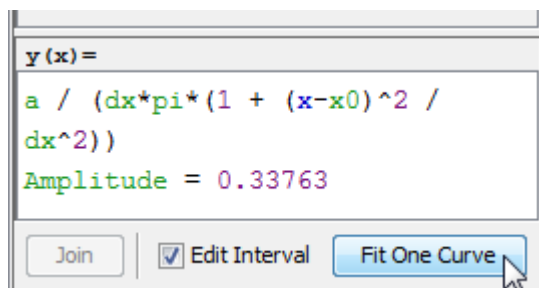 y(x)=
a / (dx*pi*(1 + (x-x0)^2 /
dx^2))
Amplitude = 0.33763
Join Edit Interval Fit One Curve